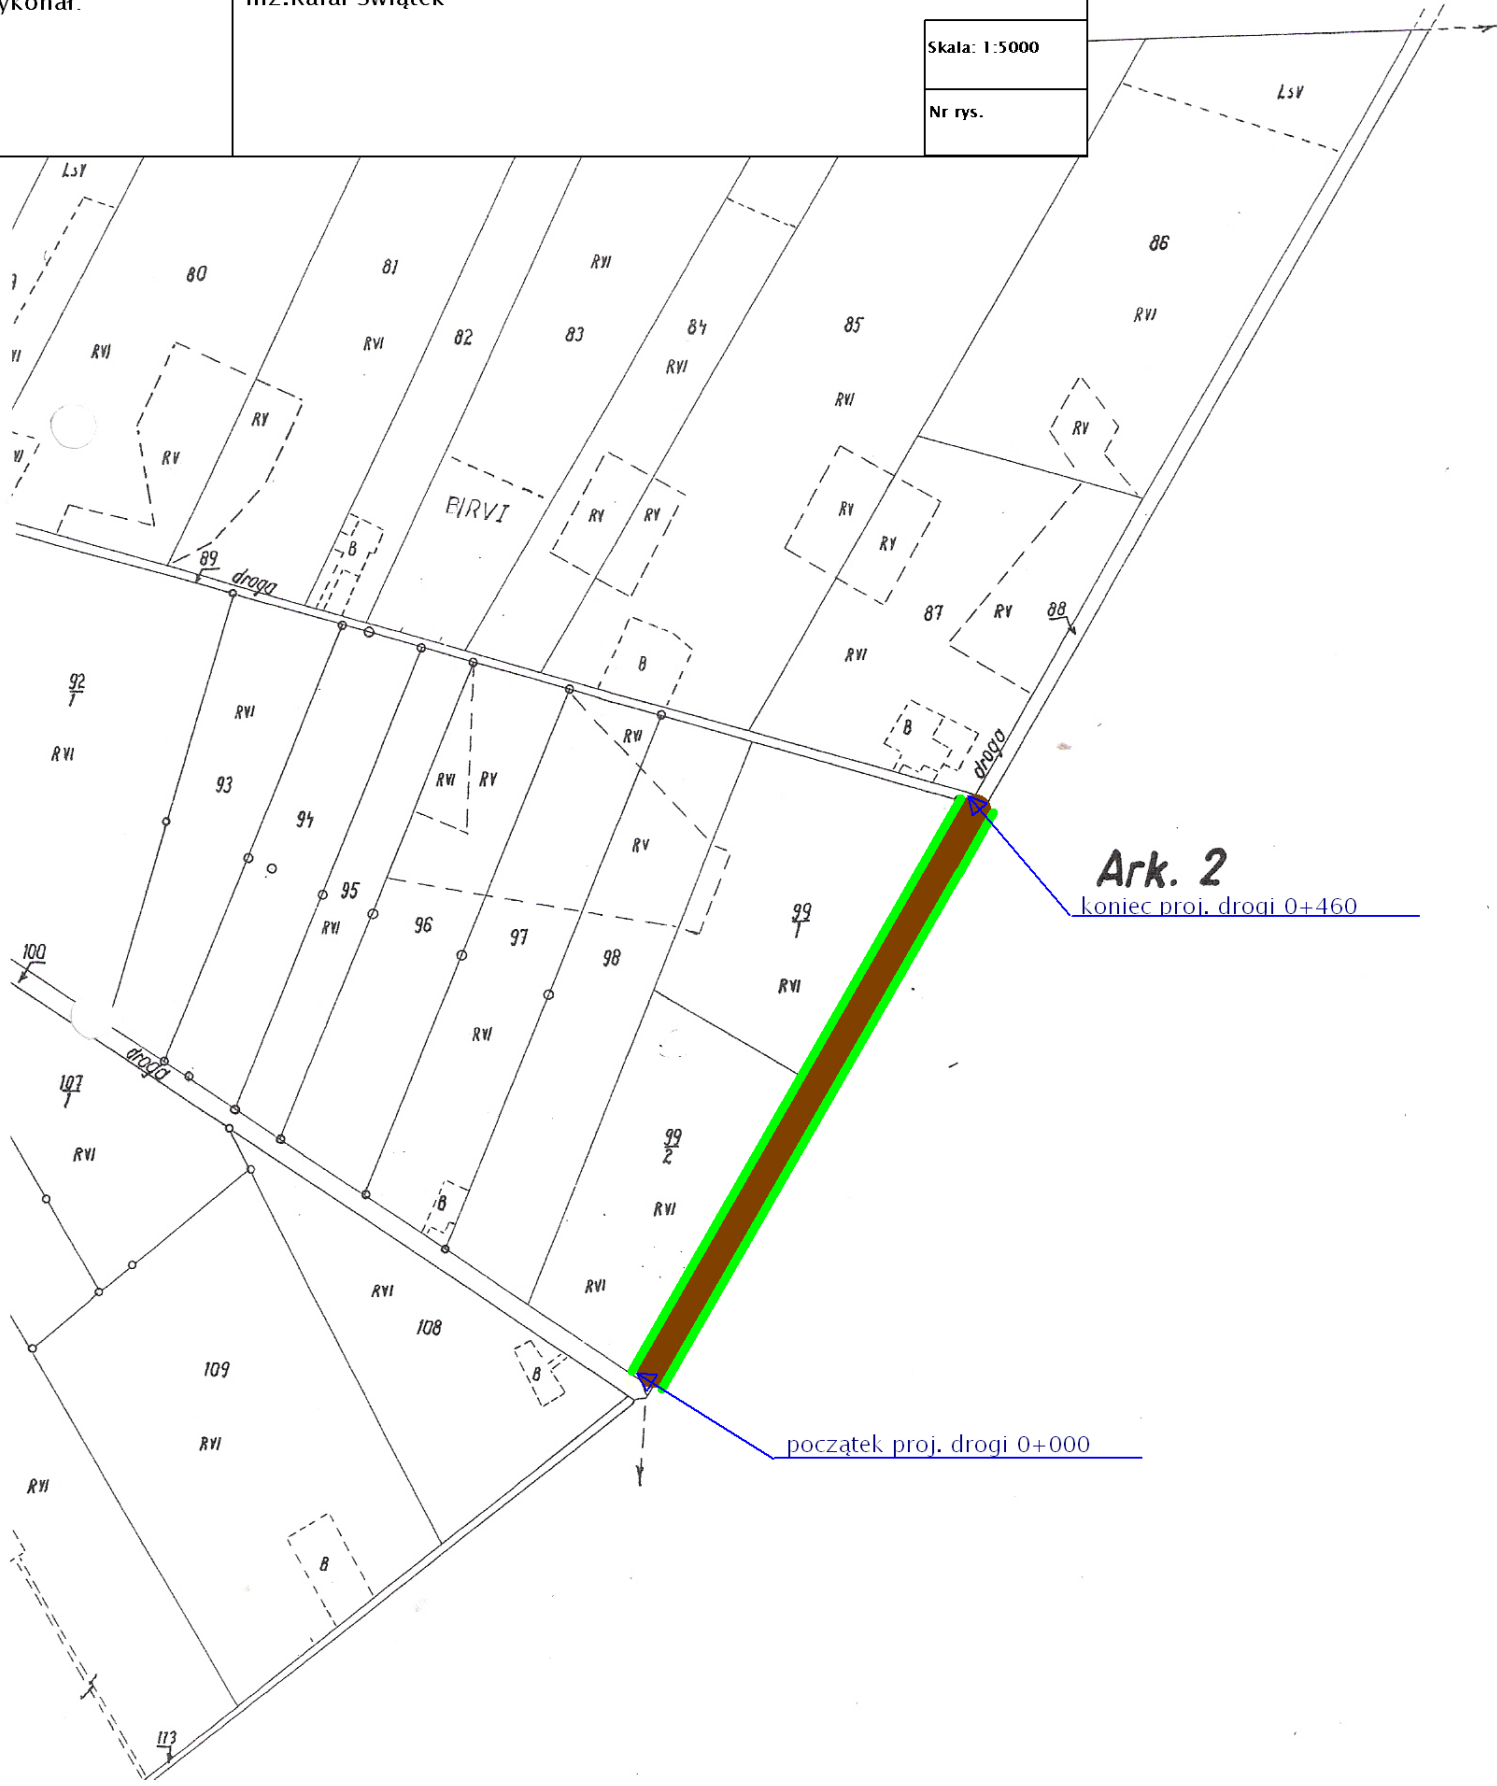 inż.Rafał Świątek
Skala: 1:5000
Nr rys.
LsV
LsV
86
80
81
RVI
82
83
84
85
RVI
RVI
RVI
RVI
RVI
RV
RV
RV
RVI
B/RVI
RV
RV
RV
RV
B
89
droga
87
RV
88
RVI
B
92
1
RVI
RVI
B
droga
RVI
93
RVI
RV
94
RV
Ark. 2
koniec proj. drogi 0+460
95
RVI
96
97
98
99
1
RVI
100
RVI
droga
107
1
RVI
99
2
RVI
B
RVI
RVI
108
109
B
RVI
początek proj. drogi 0+000
RVI
B
113